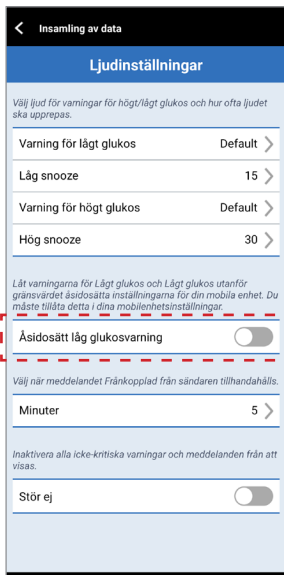 Insamling av data
Ljudinställningar
Välj ljud för varningar för högt/lågt glukos och hur ofta ljudet
ska upprepas.
Varning för lågt glukos Default
Låg snooze 15
Varning för högt glukos Default
Hög snooze 30
Låt varningarna för Lågt glukos och Lågt glukos utanför
gränsvärdet åsidosätta inställningarna för din mobila enhet. Du
måste tillåta detta i dina mobilenhetsinställningar.
Åsidosätt låg glukosvarning
Välj när meddelandet Frånkopplad från sändaren tillhandahålls.
Minuter 5
Inaktivera alla icke-kritiska varningar och meddelanden från att
visas.
Stör ej